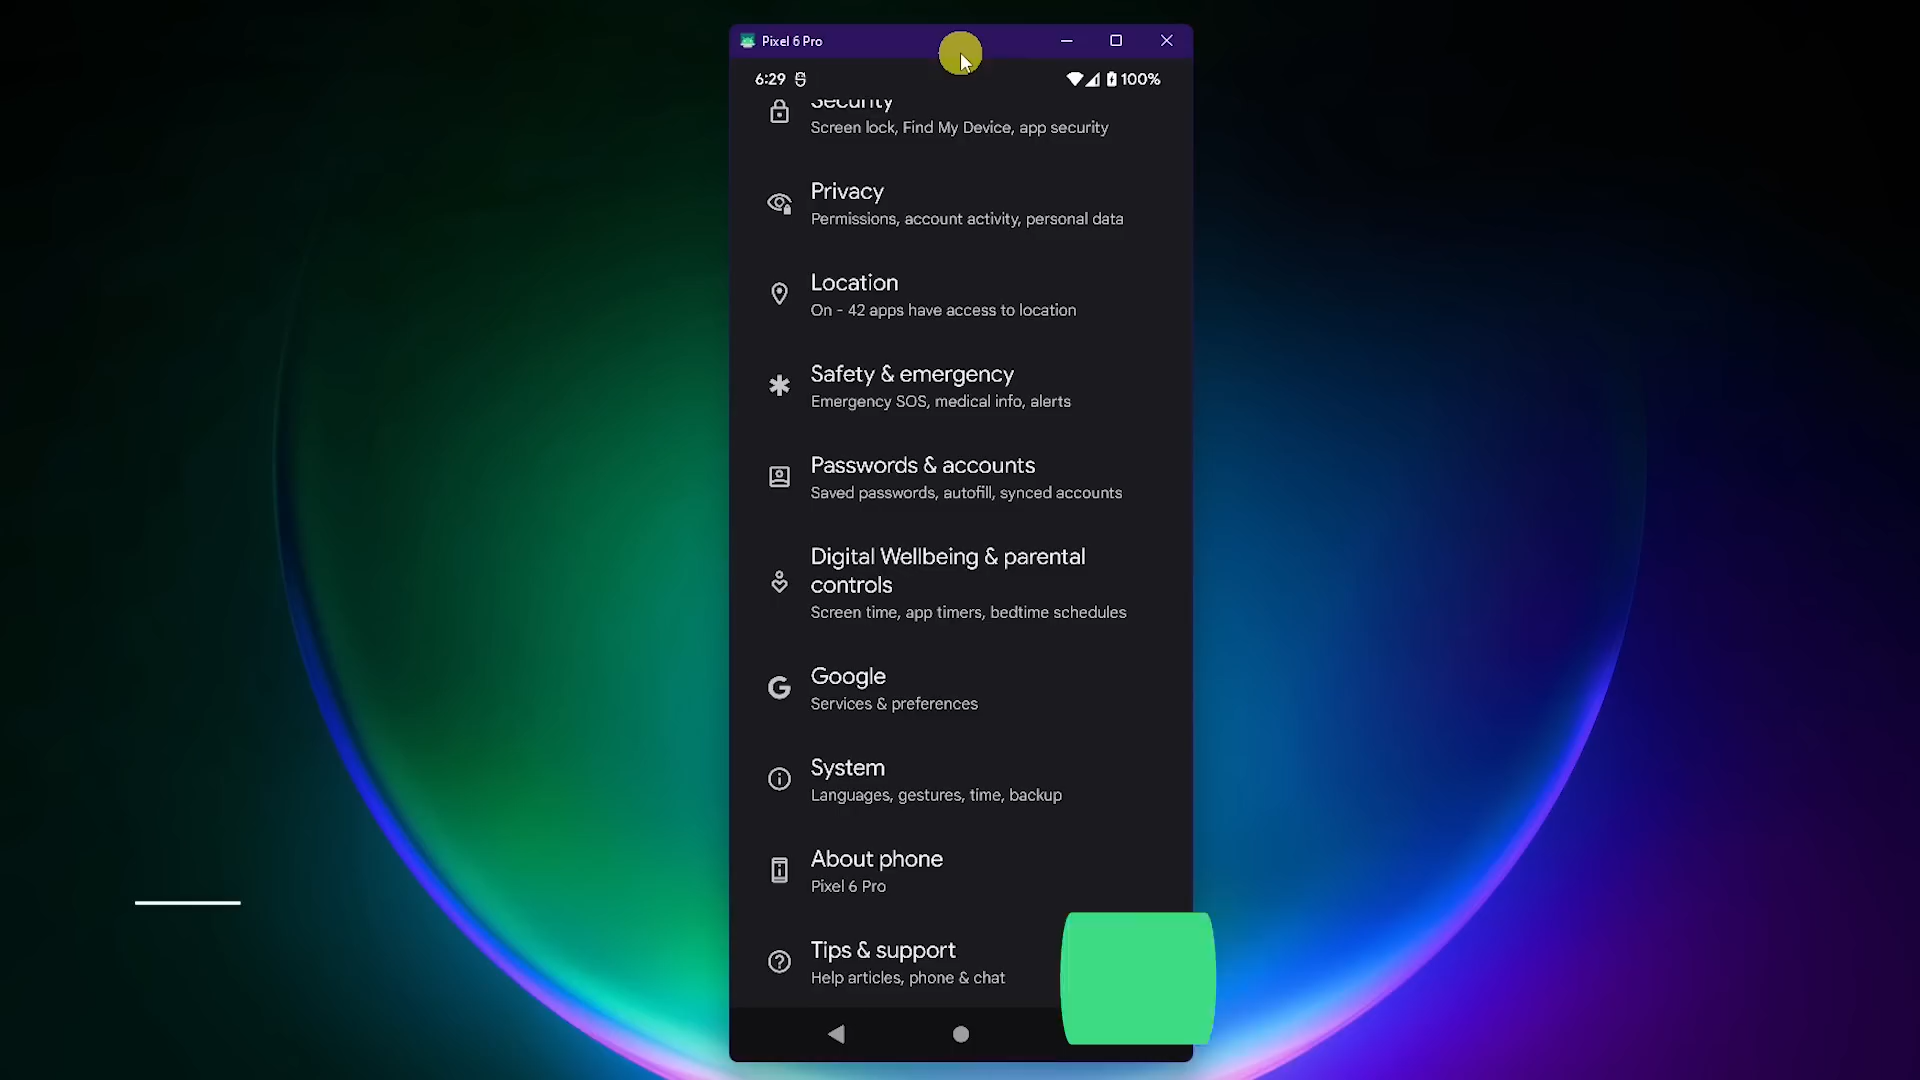 Pixel 6 Pro
6:29
100%
Security
Screen lock, Find My Device, app security
Privacy
Permissions, account activity, personal data
Location
On - 42 apps have access to location
Safety & emergency
Emergency SOS, medical info, alerts
Passwords & accounts
Saved passwords, autofill, synced accounts
Digital Wellbeing & parental
controls
Screen time, app timers, bedtime schedules
Google
Services & preferences
System
Languages, gestures, time, backup
About phone
Pixel 6 Pro
Tips & support
Help articles, phone & chat